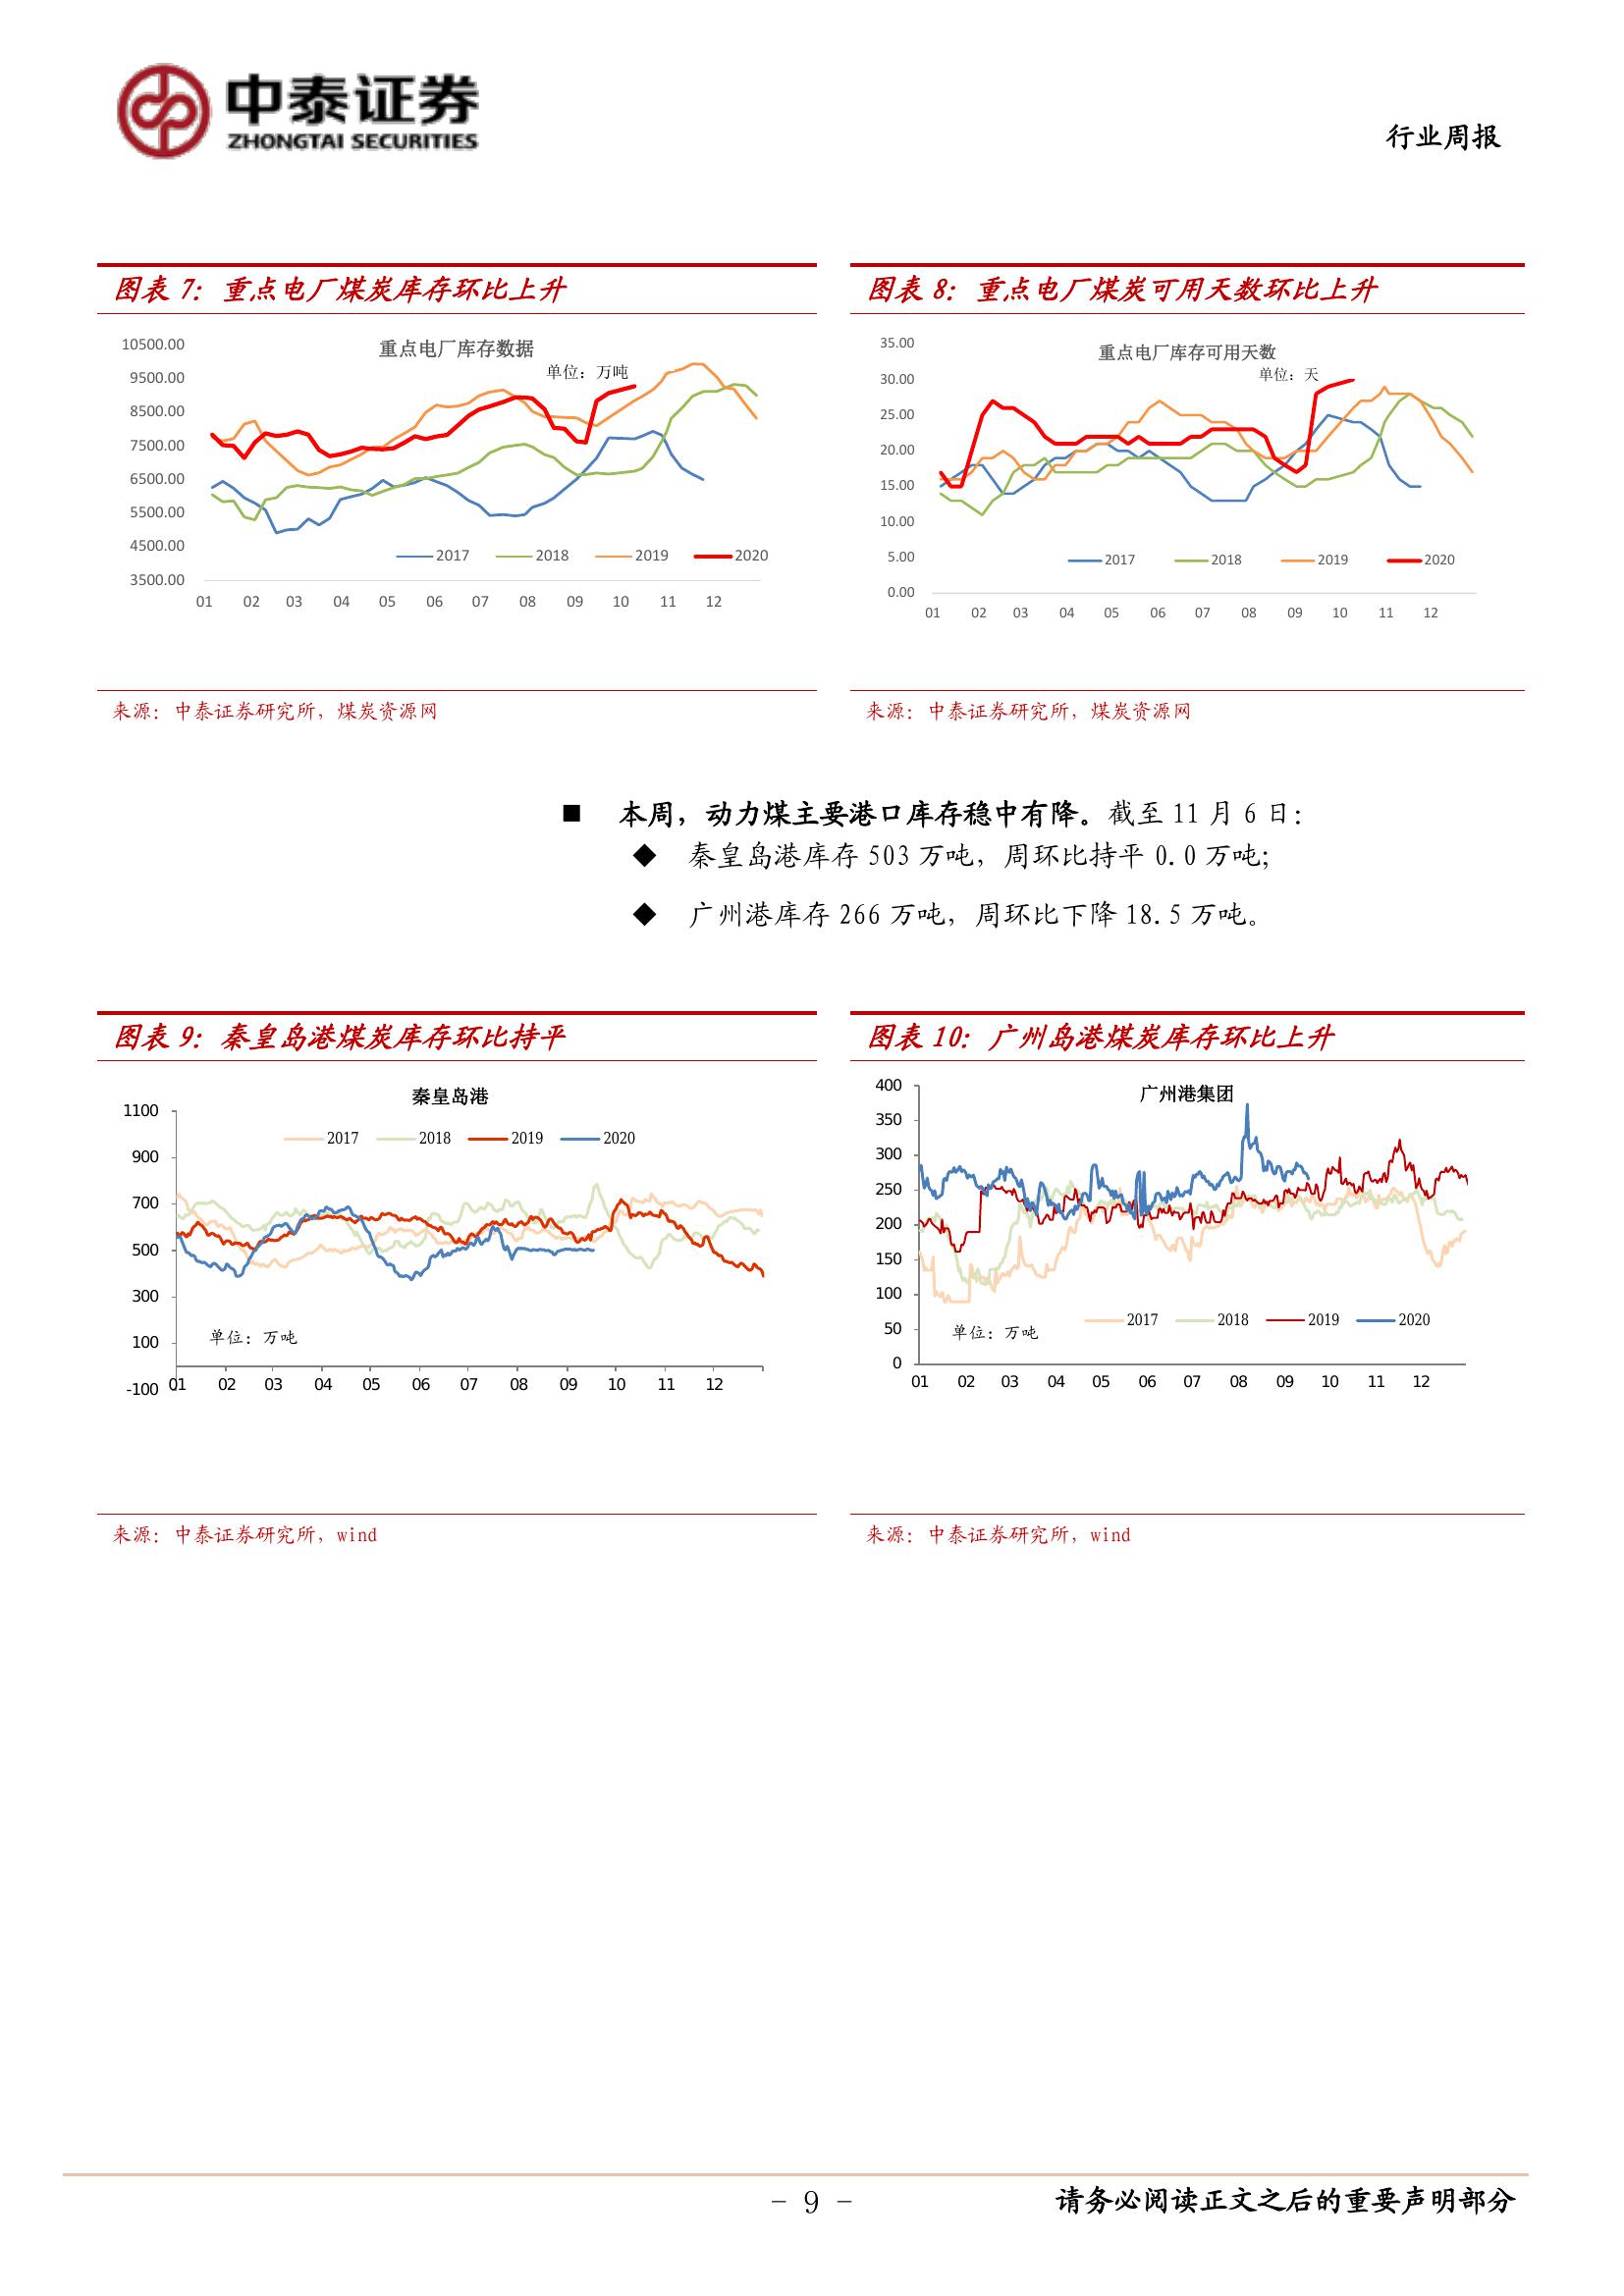 中泰证券
ZHONGTAI SECURITIES
行业周报
图表 7：重点电厂煤炭库存环比上升
重点电厂库存数据
单位：万吨
10500.00
9500.00
8500.00
7500.00
6500.00
5500.00
4500.00
3500.00
2017 2018 2019 2020
01 02 03 04 05 06 07 08 09 10 11 12
来源：中泰证券研究所，煤炭资源网
图表 8：重点电厂煤炭可用天数环比上升
重点电厂库存可用天数
单位：天
35.00
30.00
25.00
20.00
15.00
10.00
5.00
0.00
2017 2018 2019 2020
01 02 03 04 05 06 07 08 09 10 11 12
来源：中泰证券研究所，煤炭资源网
■ 本周，动力煤主要港口库存稳中有降。截至 11 月 6 日：
◆ 秦皇岛港库存 503 万吨，周环比持平 0.0 万吨；
◆ 广州港库存 266 万吨，周环比下降 18.5 万吨。
图表 9：秦皇岛港煤炭库存环比持平
秦皇岛港
2017 2018 2019 2020
1100
900
700
500
300
100
-100
单位：万吨
01 02 03 04 05 06 07 08 09 10 11 12
来源：中泰证券研究所，wind
图表 10：广州岛港煤炭库存环比上升
广州港集团
400
350
300
250
200
150
100
50
0
单位：万吨
2017 2018 2019 2020
01 02 03 04 05 06 07 08 09 10 11 12
来源：中泰证券研究所，wind
- 9 -
请务必阅读正文之后的重要声明部分